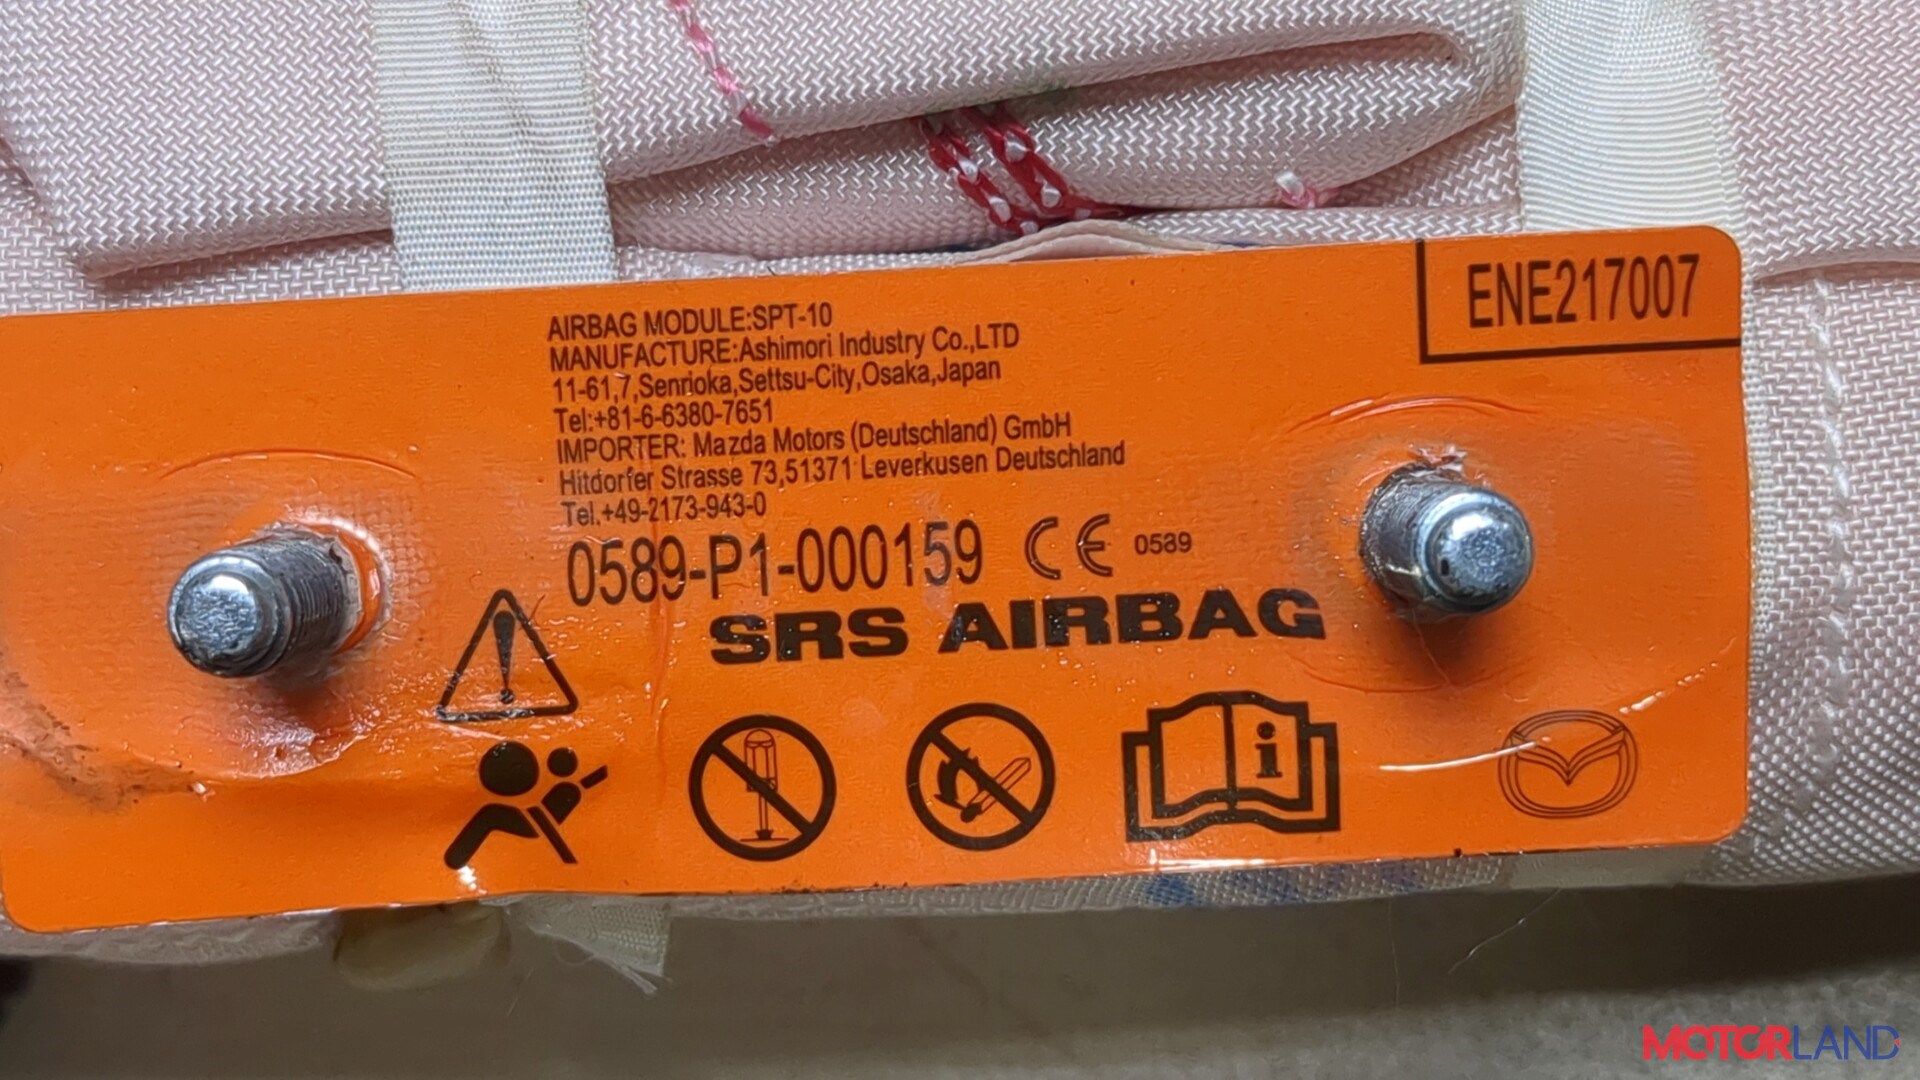 ENE217007
AIRBAG MODULE:SPT-10
MANUFACTURE:Ashimori Industry Co.,LTD
11-61,7,Senrioka,Settsu-City,Osaka,Japan
Tel:+81-6-6380-7651
IMPORTER: Mazda Motors (Deutschland) GmbH
Hitdorfer Strasse 73,51371 Leverkusen Deutschland
Tel.+49-2173-943-0
0589-P1-000159 CE 0589
SRS AIRBAG
i
MOTORLAND